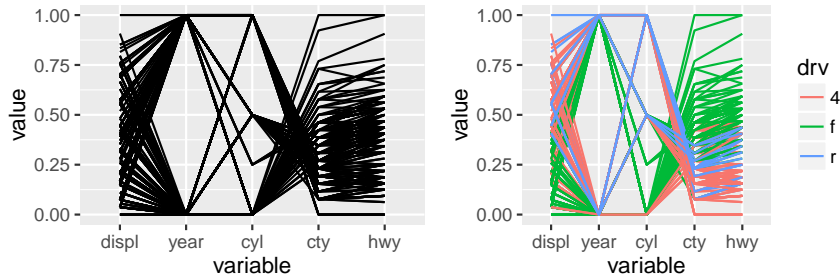 value
1.00
0.75
0.50
0.25
0.00
displ year cyl cty hwy
variable
value
1.00
0.75
0.50
0.25
0.00
displ year cyl cty hwy
variable
drv
4
f
r